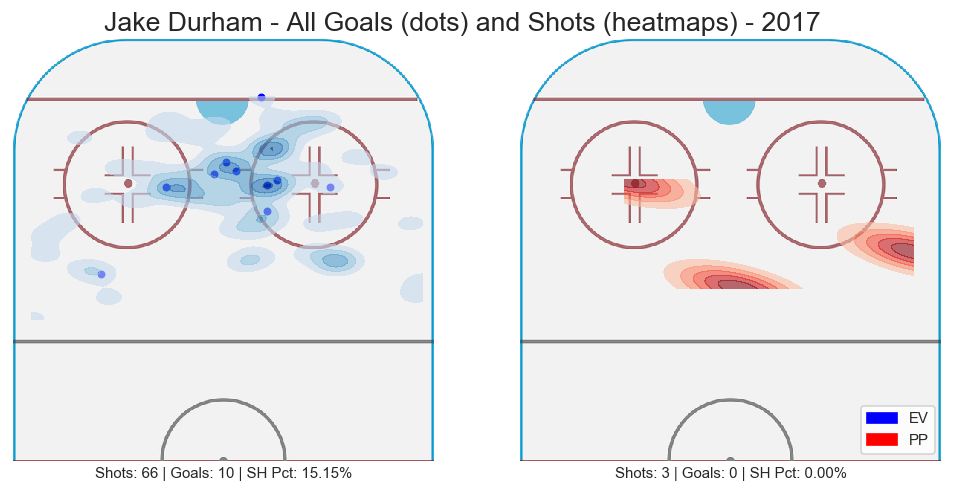 Jake Durham - All Goals (dots) and Shots (heatmaps) - 2017
EV
PP
Shots: 66 | Goals: 10 | SH Pct: 15.15%
Shots: 3 | Goals: 0 | SH Pct: 0.00%